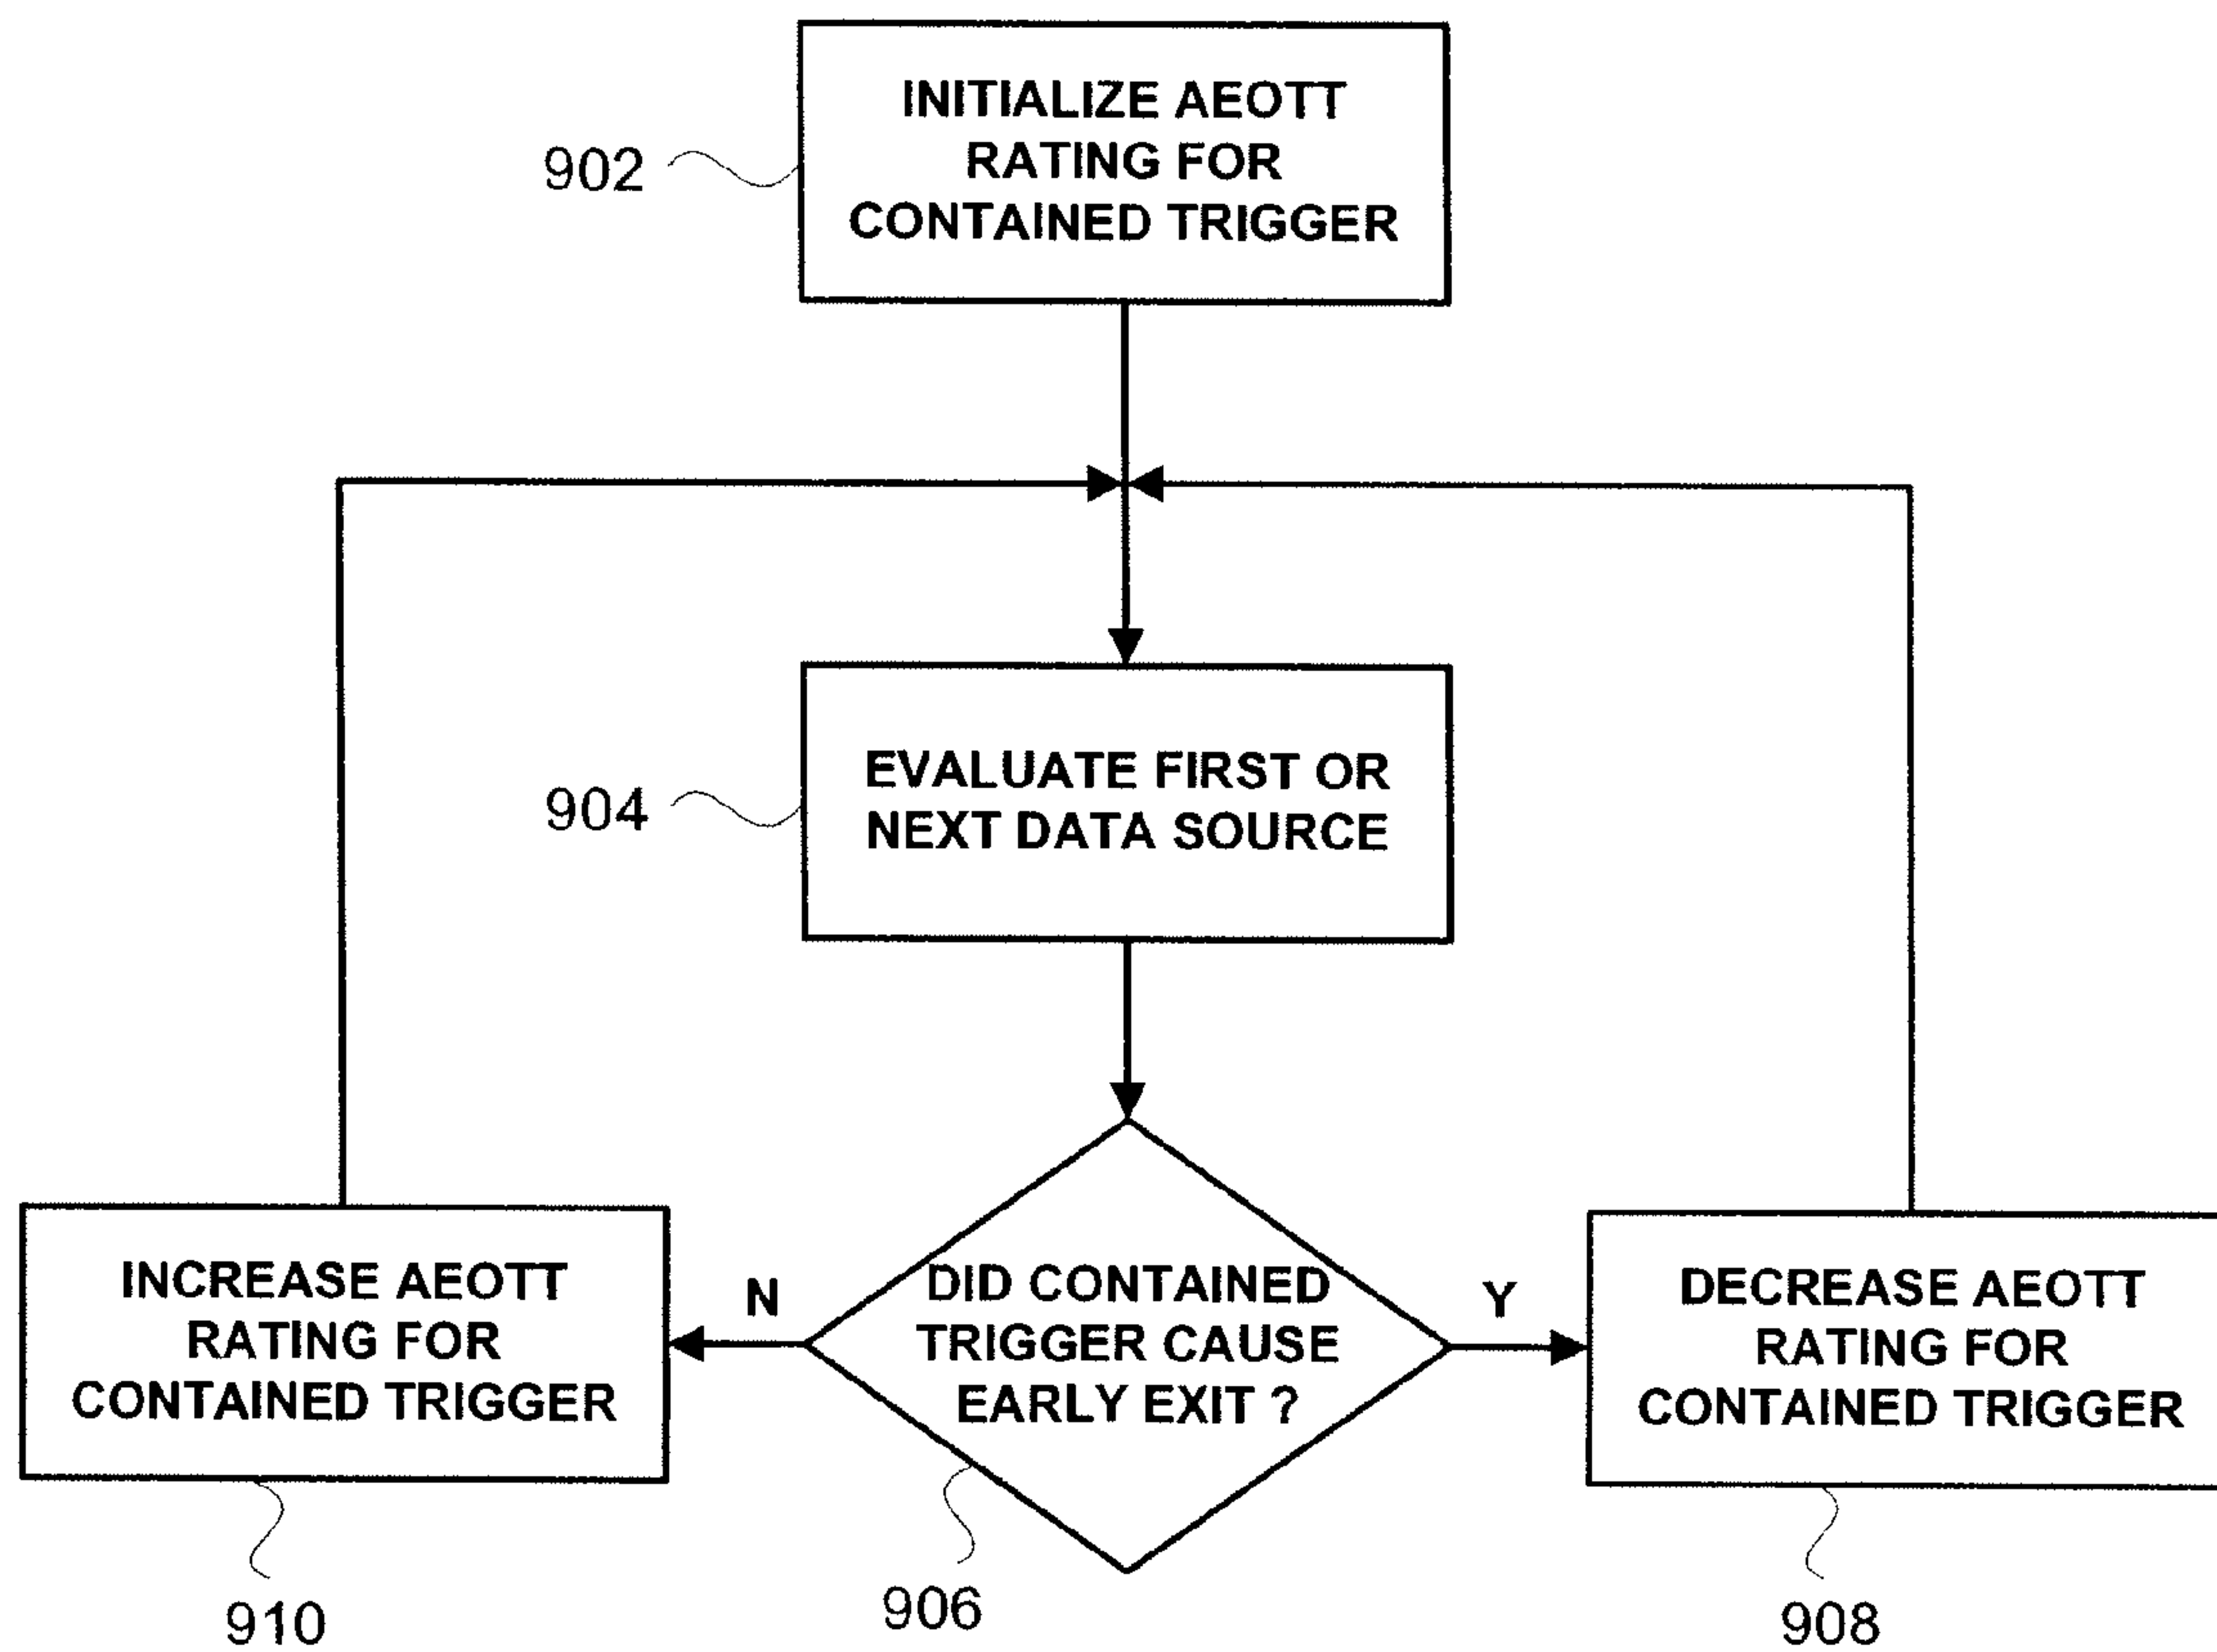 INITIALIZE AEOTT
RATING FOR
CONTAINED TRIGGER
902
EVALUATE FIRST OR
NEXT DATA SOURCE
904
INCREASE AEOTT
RATING FOR
CONTAINED TRIGGER
N
DID CONTAINED
TRIGGER CAUSE
EARLY EXIT ?
Y
DECREASE AEOTT
RATING FOR
CONTAINED TRIGGER
910
906
908